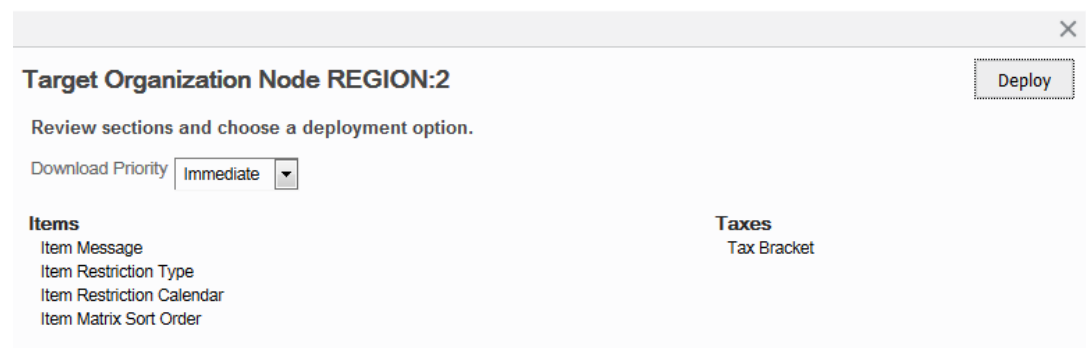 Target Organization Node REGION:2
Deploy
Review sections and choose a deployment option.
Download Priority Immediate
Items
Item Message
Item Restriction Type
Item Restriction Calendar
Item Matrix Sort Order
Taxes
Tax Bracket